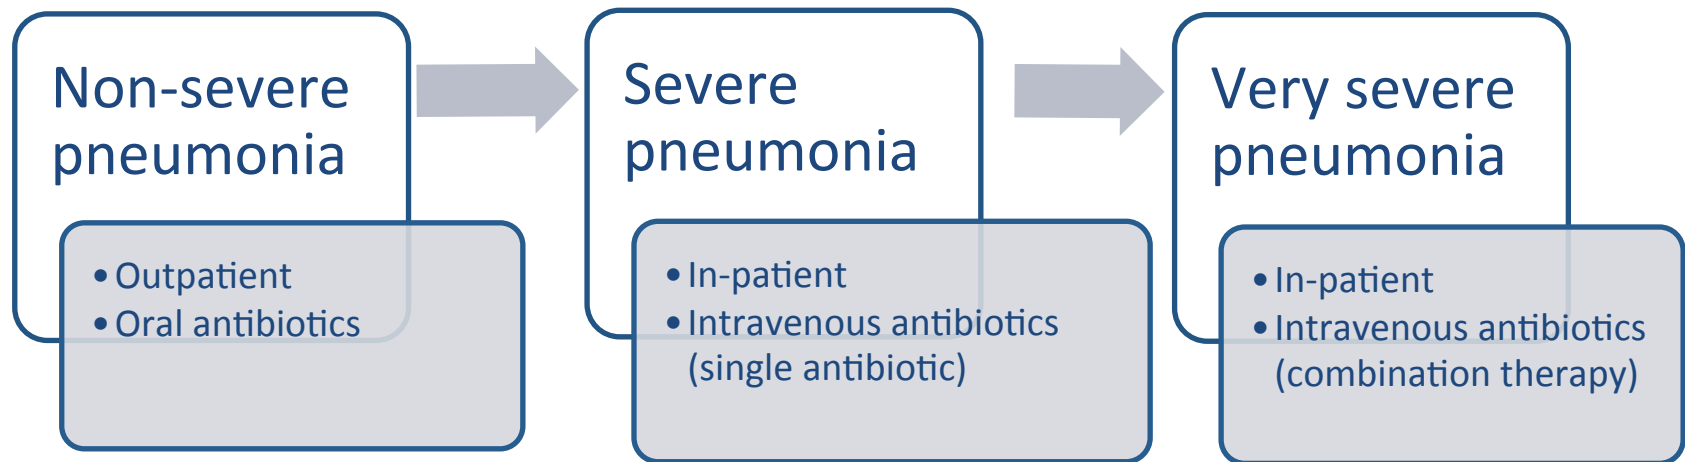 Non-severe
pneumonia
• Outpatient
• Oral antibiotics
Severe
pneumonia
• In-patient
• Intravenous antibiotics
(single antibiotic)
Very severe
pneumonia
• In-patient
• Intravenous antibiotics
(combination therapy)